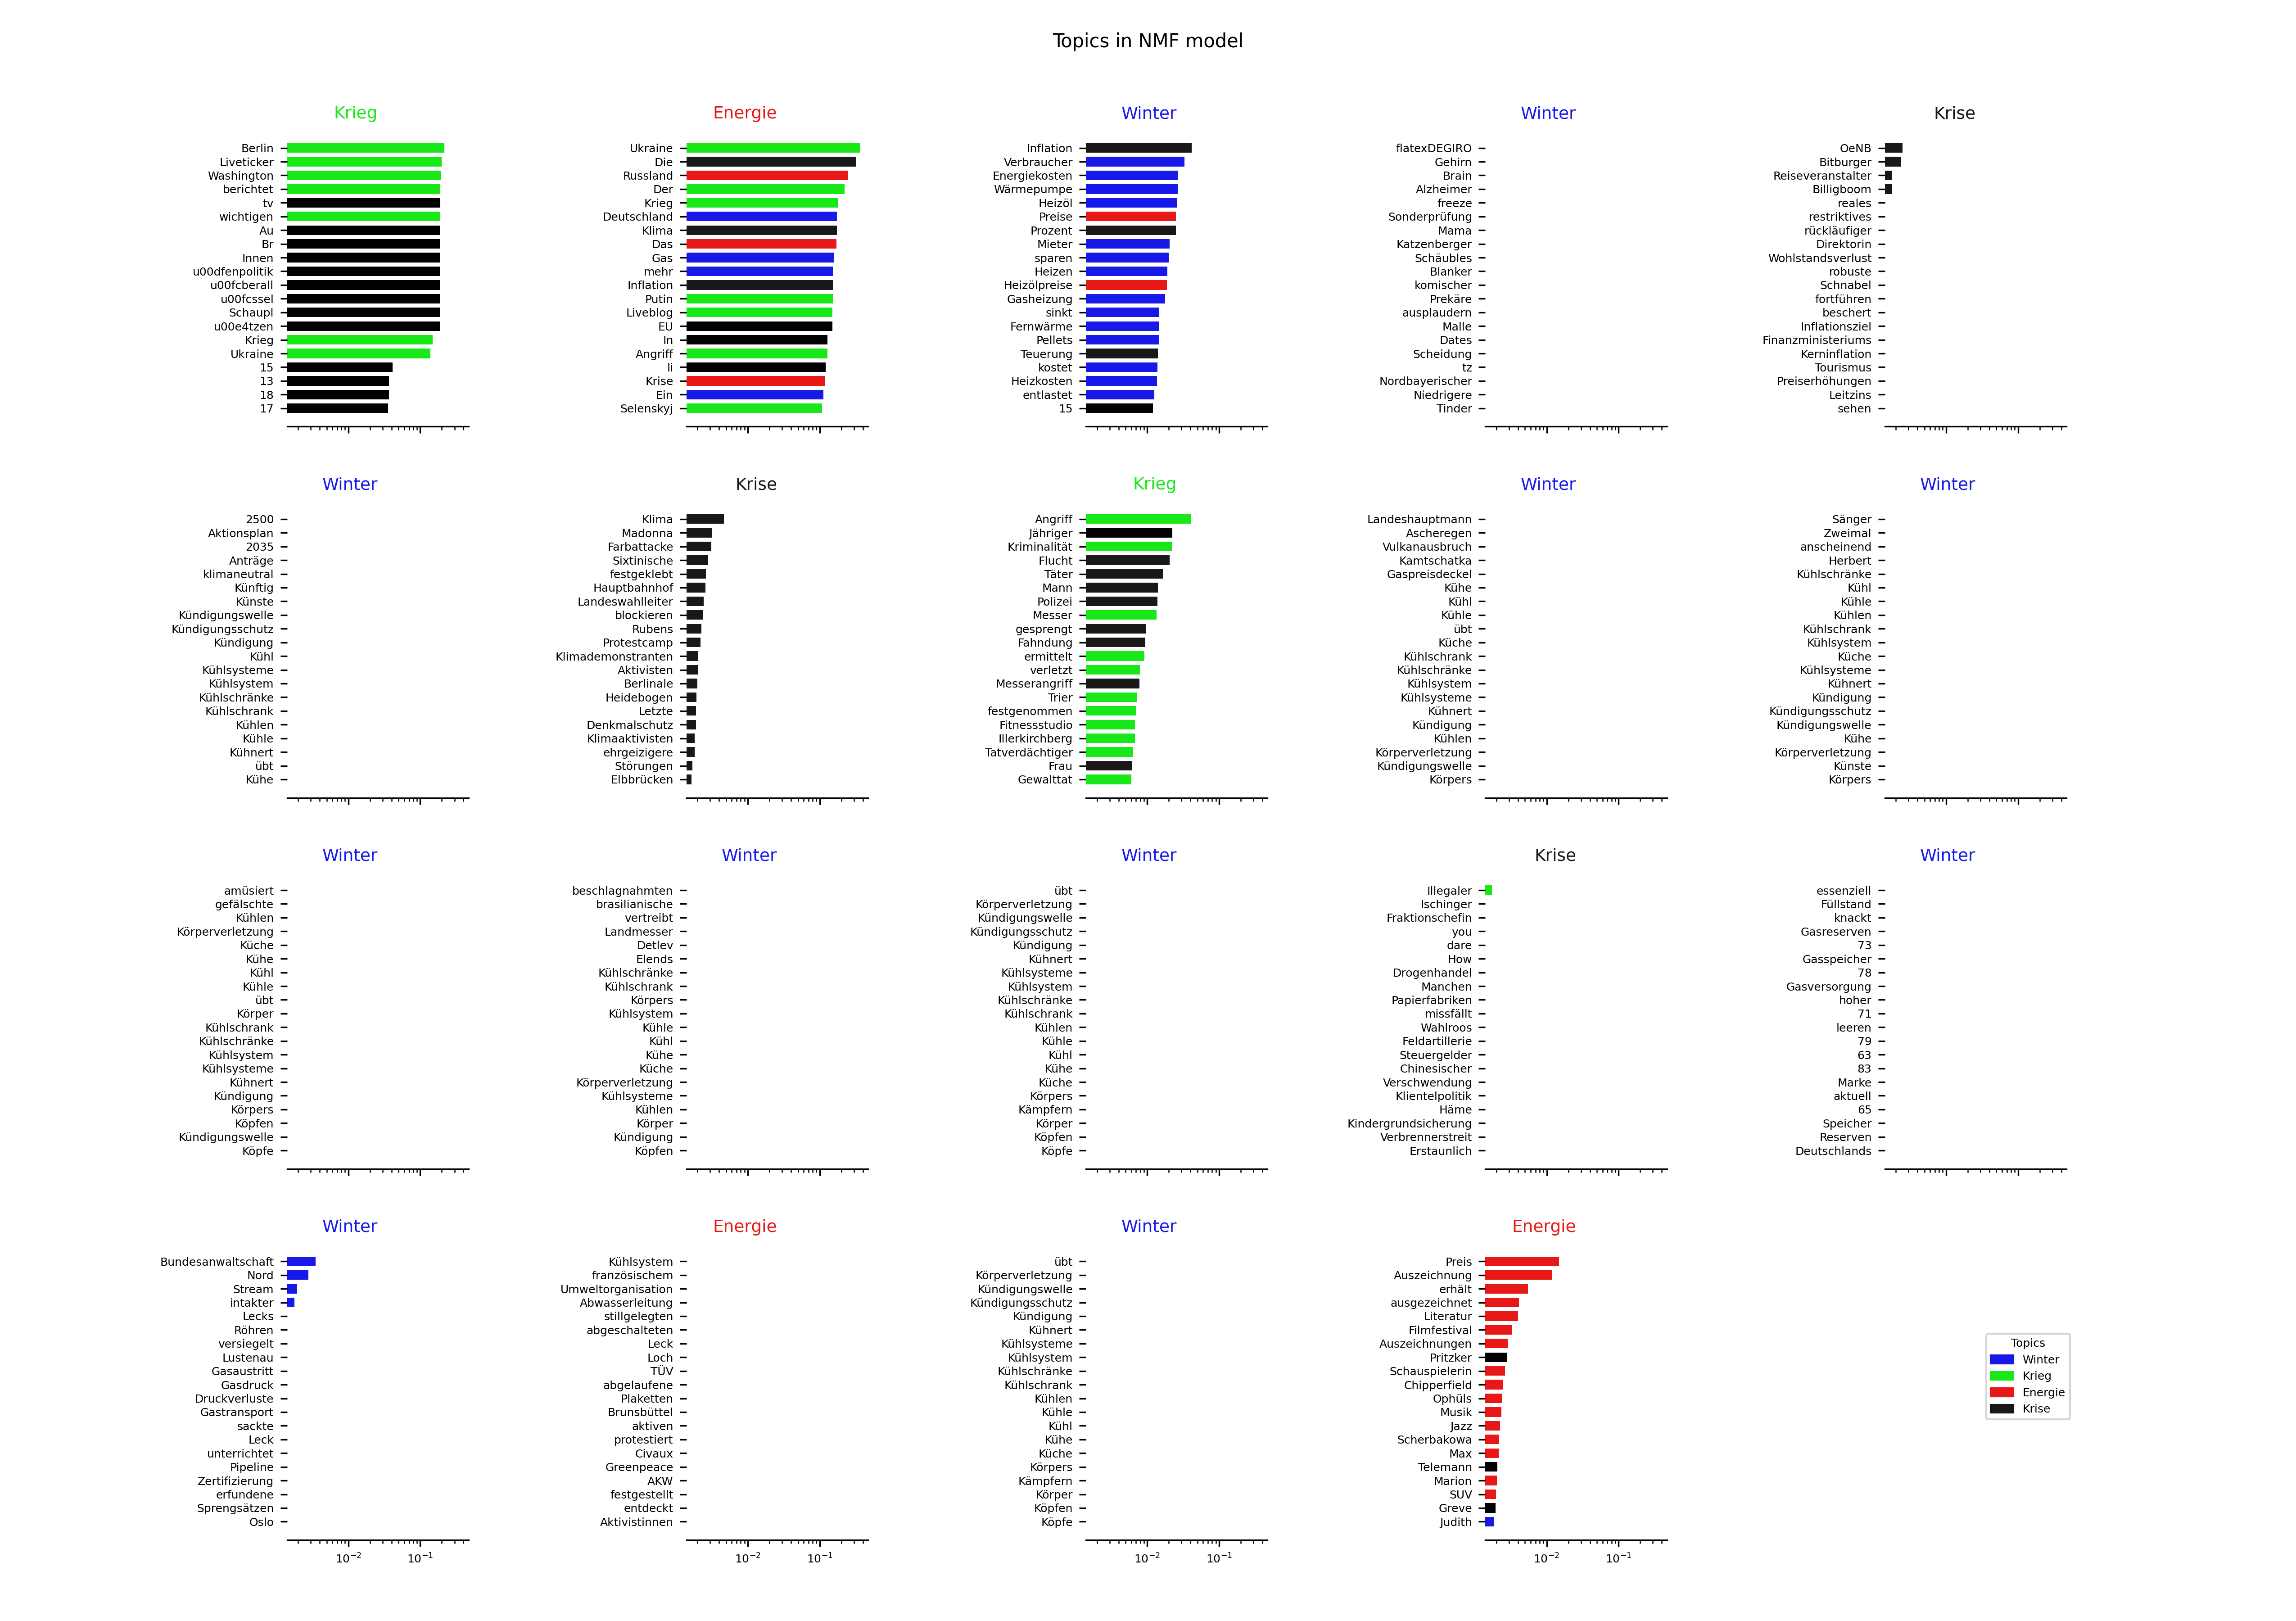 Topics in NMF model
Krieg
Berlin
Liveticker
Washington
berichtet
tv
wichtigen
Au
Br
Innen
u00dfenpolitik
u00fcberall
u00fcssel
Schaupl
u00e4tzen
Krieg
Ukraine
15
13
18
17
Energie
Ukraine
Die
Russland
Der
Krieg
Deutschland
Klima
Das
Gas
mehr
Inflation
Putin
Liveblog
EU
In
Angriff
li
Krise
Ein
Selenskyj
Winter
Inflation
Verbraucher
Energiekosten
Wärmepumpe
Heizöl
Preise
Prozent
Mieter
sparen
Heizen
Heizölpreise
Gasheizung
sinkt
Fernwärme
Pellets
Teuerung
kostet
Heizkosten
entlastet
15
Winter
flatexDEGIRO
Gehirn
Brain
Alzheimer
freeze
Sonderprüfung
Mama
Katzenberger
Schäubles
Blanker
komischer
Prekäre
ausplaudern
Malle
Dates
Scheidung
tz
Nordbayerischer
Niedrigere
Tinder
Krise
OeNB
Bitburger
Reiseveranstalter
Billigboom
reales
restriktives
rückläufiger
Direktorin
Wohlstandsverlust
robuste
Schnabel
fortführen
beschert
Inflationsziel
Finanzministeriums
Kerninflation
Tourismus
Preiserhöhungen
Leitzins
sehen
Winter
2500
Aktionsplan
2035
Anträge
klimaneutral
Künftig
Künste
Kündigungswelle
Kündigungsschutz
Kündigung
Kühl
Kühlsysteme
Kühlsystem
Kühlschränke
Kühlschrank
Kühlen
Kühle
Kühnert
übt
Kühe
Krise
Klima
Madonna
Farbattacke
Sixtinische
festgeklebt
Hauptbahnhof
Landeswahlleiter
blockieren
Rubens
Protestcamp
Klimademonstranten
Aktivisten
Berlinale
Heidebogen
Letzte
Denkmalschutz
Klimaaktivisten
ehrgeizigere
Störungen
Elbbrücken
Krieg
Angriff
Jähriger
Kriminalität
Flucht
Täter
Mann
Polizei
Messer
gesprengt
Fahndung
ermittelt
verletzt
Messerangriff
Trier
festgenommen
Fitnessstudio
Illerkirchberg
Tatverdächtiger
Frau
Gewalttat
Winter
Landeshauptmann
Ascheregen
Vulkanausbruch
Kamtschatka
Gaspreisdeckel
Kühe
Kühl
Kühle
übt
Küche
Kühlschrank
Kühlschränke
Kühlsystem
Kühlsysteme
Kühnert
Kündigung
Kühlen
Körperverletzung
Kündigungswelle
Körpers
Winter
Sänger
Zweimal
anscheinend
Herbert
Kühlschränke
Kühl
Kühle
Kühlen
Kühlschrank
Kühlsystem
Küche
Kühlsysteme
Kühnert
Kündigung
Kündigungsschutz
Kündigungswelle
Kühe
Körperverletzung
Künste
Körpers
Winter
amüsiert
gefälschte
Kühlen
Körperverletzung
Küche
Kühe
Kühl
Kühle
übt
Körper
Kühlschrank
Kühlschränke
Kühlsystem
Kühlsysteme
Kühnert
Kündigung
Körpers
Köpfen
Kündigungswelle
Köpfe
Winter
beschlagnahmten
brasilianische
vertreibt
Landmesser
Detlev
Elends
Kühlschränke
Kühlschrank
Körpers
Kühlsystem
Kühle
Kühl
Kühe
Küche
Körperverletzung
Kühlsysteme
Kühlen
Körper
Kündigung
Köpfen
Winter
übt
Körperverletzung
Kündigungswelle
Kündigungsschutz
Kündigung
Kühnert
Kühlsysteme
Kühlsystem
Kühlschränke
Kühlschrank
Kühlen
Kühle
Kühl
Kühe
Küche
Körpers
Kämpfern
Körper
Köpfen
Köpfe
Krise
Illegaler
Ischinger
Fraktionschefin
you
dare
How
Drogenhandel
Manchen
Papierfabriken
missfällt
Wahlroos
Feldartillerie
Steuergelder
Chinesischer
Verschwendung
Klientelpolitik
Häme
Kindergrundsicherung
Verbrennerstreit
Erstaunlich
Winter
essenziell
Füllstand
knackt
Gasreserven
73
Gasspeicher
78
Gasversorgung
hoher
71
leeren
79
63
83
Marke
aktuell
65
Speicher
Reserven
Deutschlands
Winter
Bundesanwaltschaft
Nord
Stream
intakter
Lecks
Röhren
versiegelt
Lustenau
Gasaustritt
Gasdruck
Druckverluste
Gastransport
sackte
Leck
unterrichtet
Pipeline
Zertifizierung
erfundene
Sprengsätzen
Oslo
10⁻² 10⁻¹
Energie
Kühlsystem
französischem
Umweltorganisation
Abwasserleitung
stillgelegten
abgeschalteten
Leck
Loch
TÜV
abgelaufene
Plaketten
Brunsbüttel
aktiven
protestiert
Civaux
Greenpeace
AKW
festgestellt
entdeckt
Aktivistinnen
10⁻² 10⁻¹
Winter
übt
Körperverletzung
Kündigungswelle
Kündigungsschutz
Kündigung
Kühnert
Kühlsysteme
Kühlsystem
Kühlschränke
Kühlschrank
Kühlen
Kühle
Kühl
Kühe
Küche
Körpers
Kämpfern
Körper
Köpfen
Köpfe
10⁻² 10⁻¹
Energie
Preis
Auszeichnung
erhält
ausgezeichnet
Literatur
Filmfestival
Auszeichnungen
Pritzker
Schauspielerin
Chipperfield
Ophüls
Musik
Jazz
Scherbakowa
Max
Telemann
Marion
SUV
Greve
Judith
10⁻² 10⁻¹
Topics
Winter
Krieg
Energie
Krise